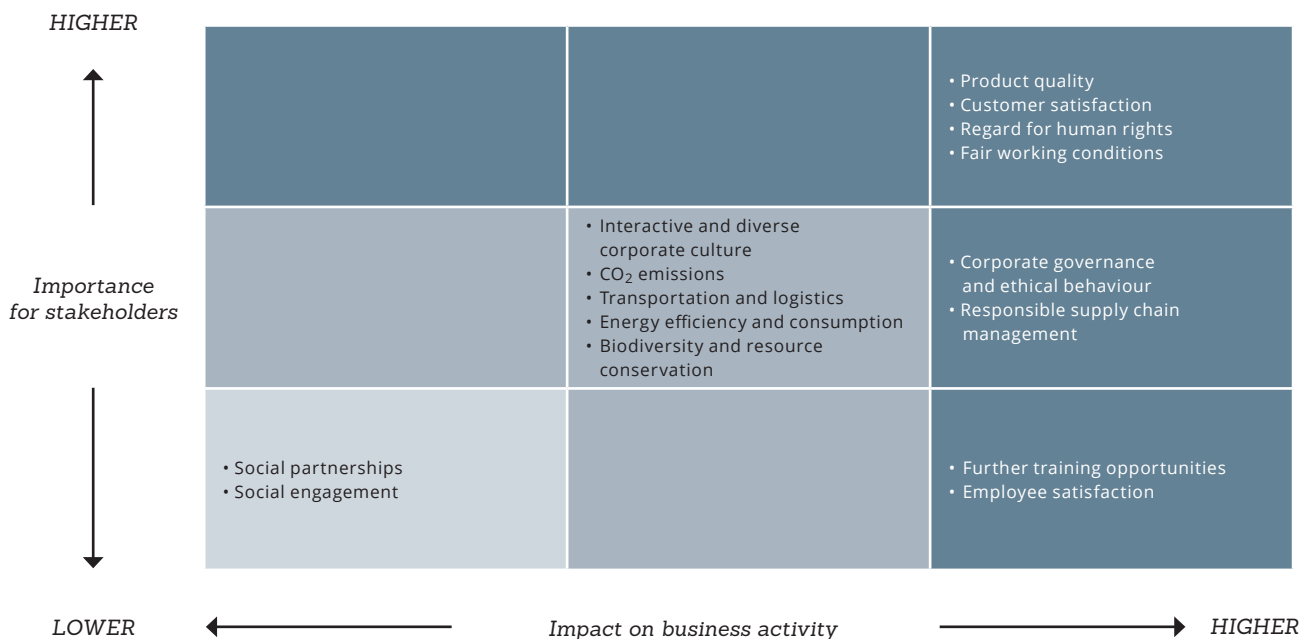 HIGHER
• Product quality
• Customer satisfaction
• Regard for human rights
• Fair working conditions
Importance
for stakeholders
• Interactive and diverse
corporate culture
• CO₂ emissions
• Transportation and logistics
• Energy efficiency and consumption
• Biodiversity and resource
conservation
• Corporate governance
and ethical behaviour
• Responsible supply chain
management
• Social partnerships
• Social engagement
• Further training opportunities
• Employee satisfaction
LOWER
Impact on business activity
HIGHER